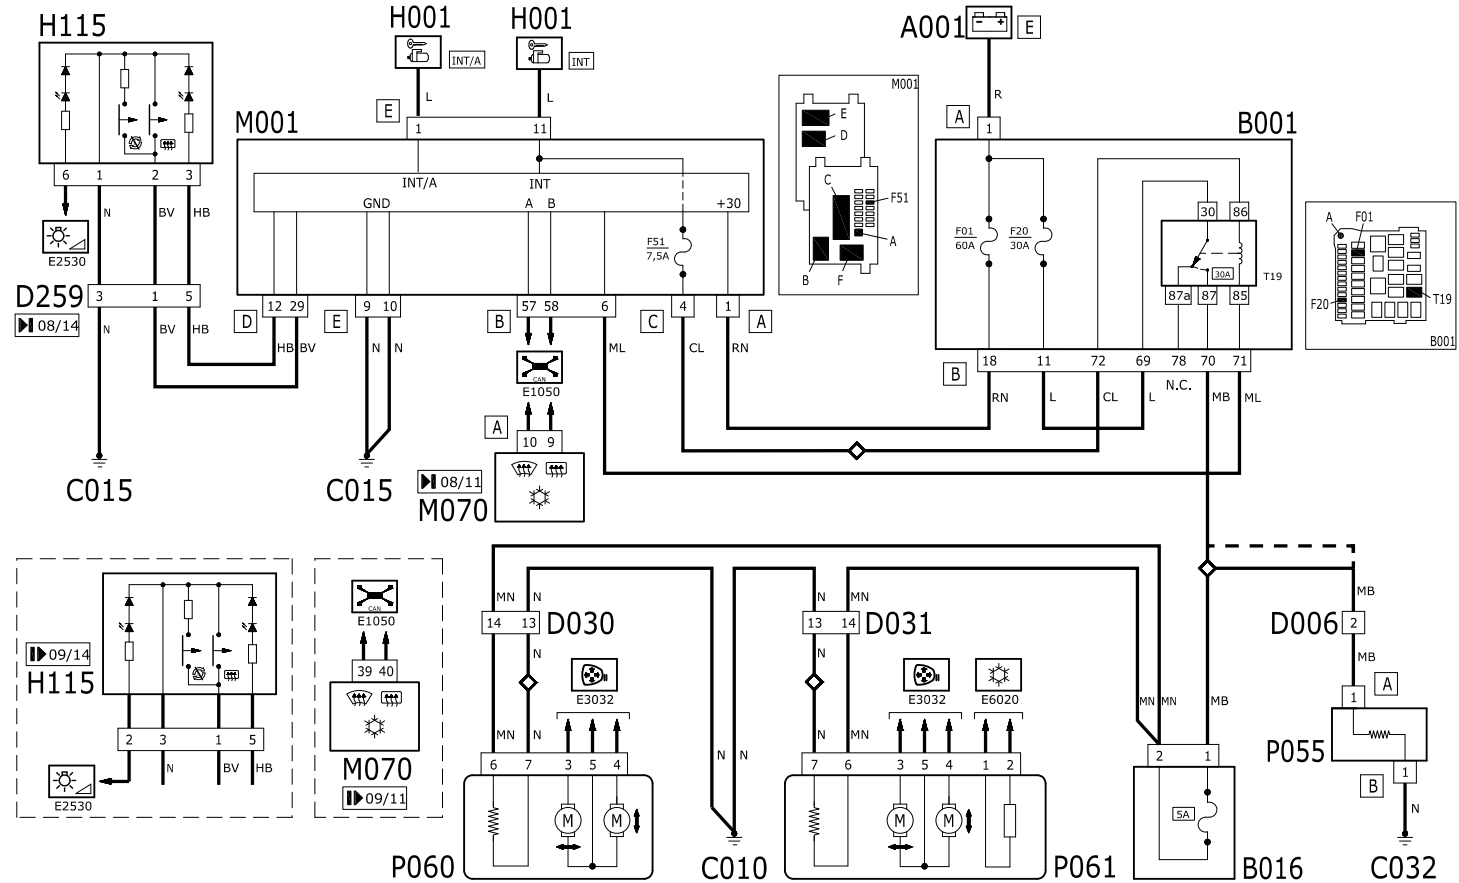 H115
H001
H001
A001
E
INT/A
INT
M001
E
L
L
R
M001
A
B001
1
11
1
E
D
C
F51
A
B
F
INT/A
INT
GND
A
B
+30
F51
7,5A
F01
60A
F20
30A
30
86
30A
T19
87a
87
85
A
F01
F20
T19
B001
6
1
2
3
N
BV
HB
E2530
D259
3
1
5
08/14
N
BV
HB
D
12
29
E
9
10
B
57
58
6
C
4
1
A
HB
BV
N
N
ML
CL
RN
B
18
11
72
69
78
70
71
N.C.
RN
L
CL
L
MB
ML
CAN
E1050
A
10
9
08/11
M070
C015
C015
09/14
H115
2
3
1
5
N
BV
HB
E2530
CAN
E1050
39
40
M070
09/11
MN
N
14
13
D030
N
E3032
MN
N
6
7
3
5
4
M
M
P060
N
N
C010
N
MN
13
14
D031
N
E3032
E6020
N
MN
7
6
3
5
4
1
2
M
M
P061
MN
MN
MB
2
1
5A
B016
MB
D006
2
MB
A
1
P055
B
1
N
C032